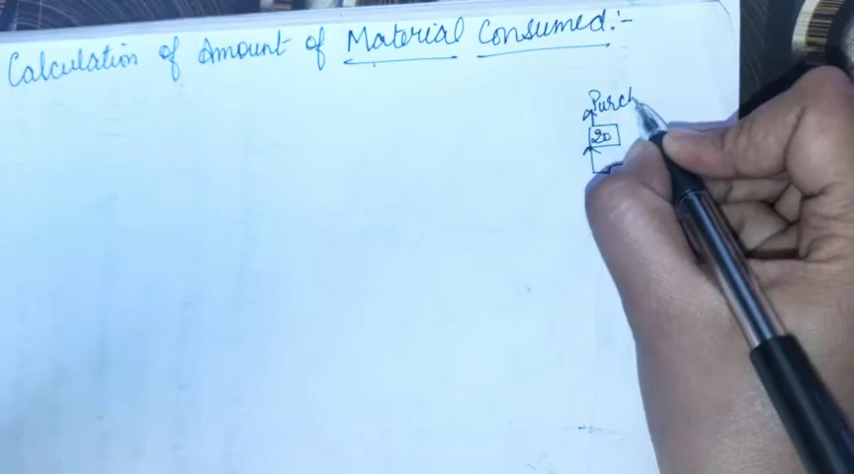 Calculation of Amount of Material Consumed:-
Purch
20